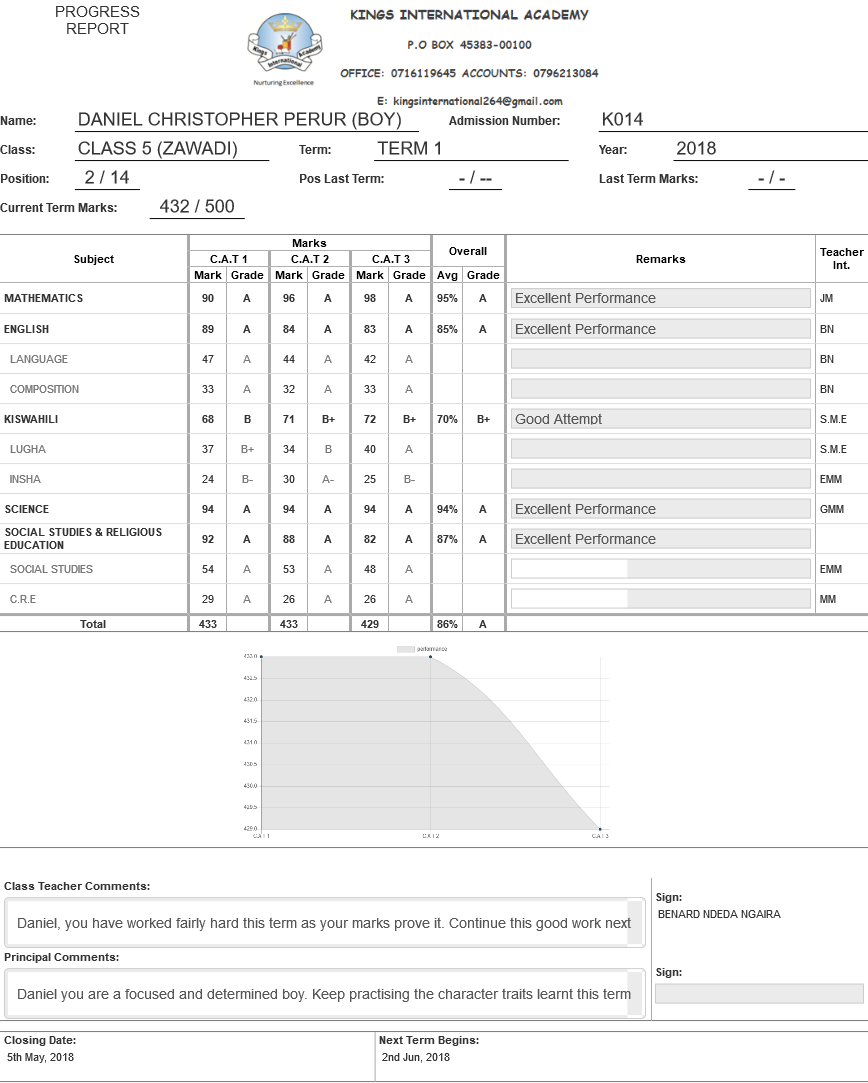 PROGRESS
REPORT
Kings
Academy
International
Nurturing Excellence
KINGS INTERNATIONAL ACADEMY
P.O BOX 45383-00100
OFFICE: 0716119645 ACCOUNTS: 0796213084
E: kingsinternational264@gmail.com
Name: DANIEL CHRISTOPHER PERUR (BOY) Admission Number: K014
Class: CLASS 5 (ZAWADI) Term: TERM 1 Year: 2018
Position: 2 / 14 Pos Last Term: - / -- Last Term Marks: - / -
Current Term Marks: 432 / 500
Subject Marks Overall Remarks Teacher Int.
C.A.T 1 C.A.T 2 C.A.T 3
Mark Grade Mark Grade Mark Grade Avg Grade
MATHEMATICS 90 A 96 A 98 A 95% A Excellent Performance JM
ENGLISH 89 A 84 A 83 A 85% A Excellent Performance BN
LANGUAGE 47 A 44 A 42 A BN
COMPOSITION 33 A 32 A 33 A BN
KISWAHILI 68 B 71 B+ 72 B+ 70% B+ Good Attempt S.M.E
LUGHA 37 B+ 34 B 40 A S.M.E
INSHA 24 B- 30 A- 25 B- EMM
SCIENCE 94 A 94 A 94 A 94% A Excellent Performance GMM
SOCIAL STUDIES & RELIGIOUS
EDUCATION 92 A 88 A 82 A 87% A Excellent Performance
SOCIAL STUDIES 54 A 53 A 48 A EMM
C.R.E 29 A 26 A 26 A MM
Total 433 433 429 86% A
performance
433.0
432.5
432.0
431.5
431.0
430.5
430.0
429.5
429.0
C.A.T 1 C.A.T 2 C.A.T 3
Class Teacher Comments:
Daniel, you have worked fairly hard this term as your marks prove it. Continue this good work next
Sign:
BENARD NDEDA NGAIRA
Principal Comments:
Daniel you are a focused and determined boy. Keep practising the character traits learnt this term
Sign:
Closing Date: Next Term Begins:
5th May, 2018 2nd Jun, 2018